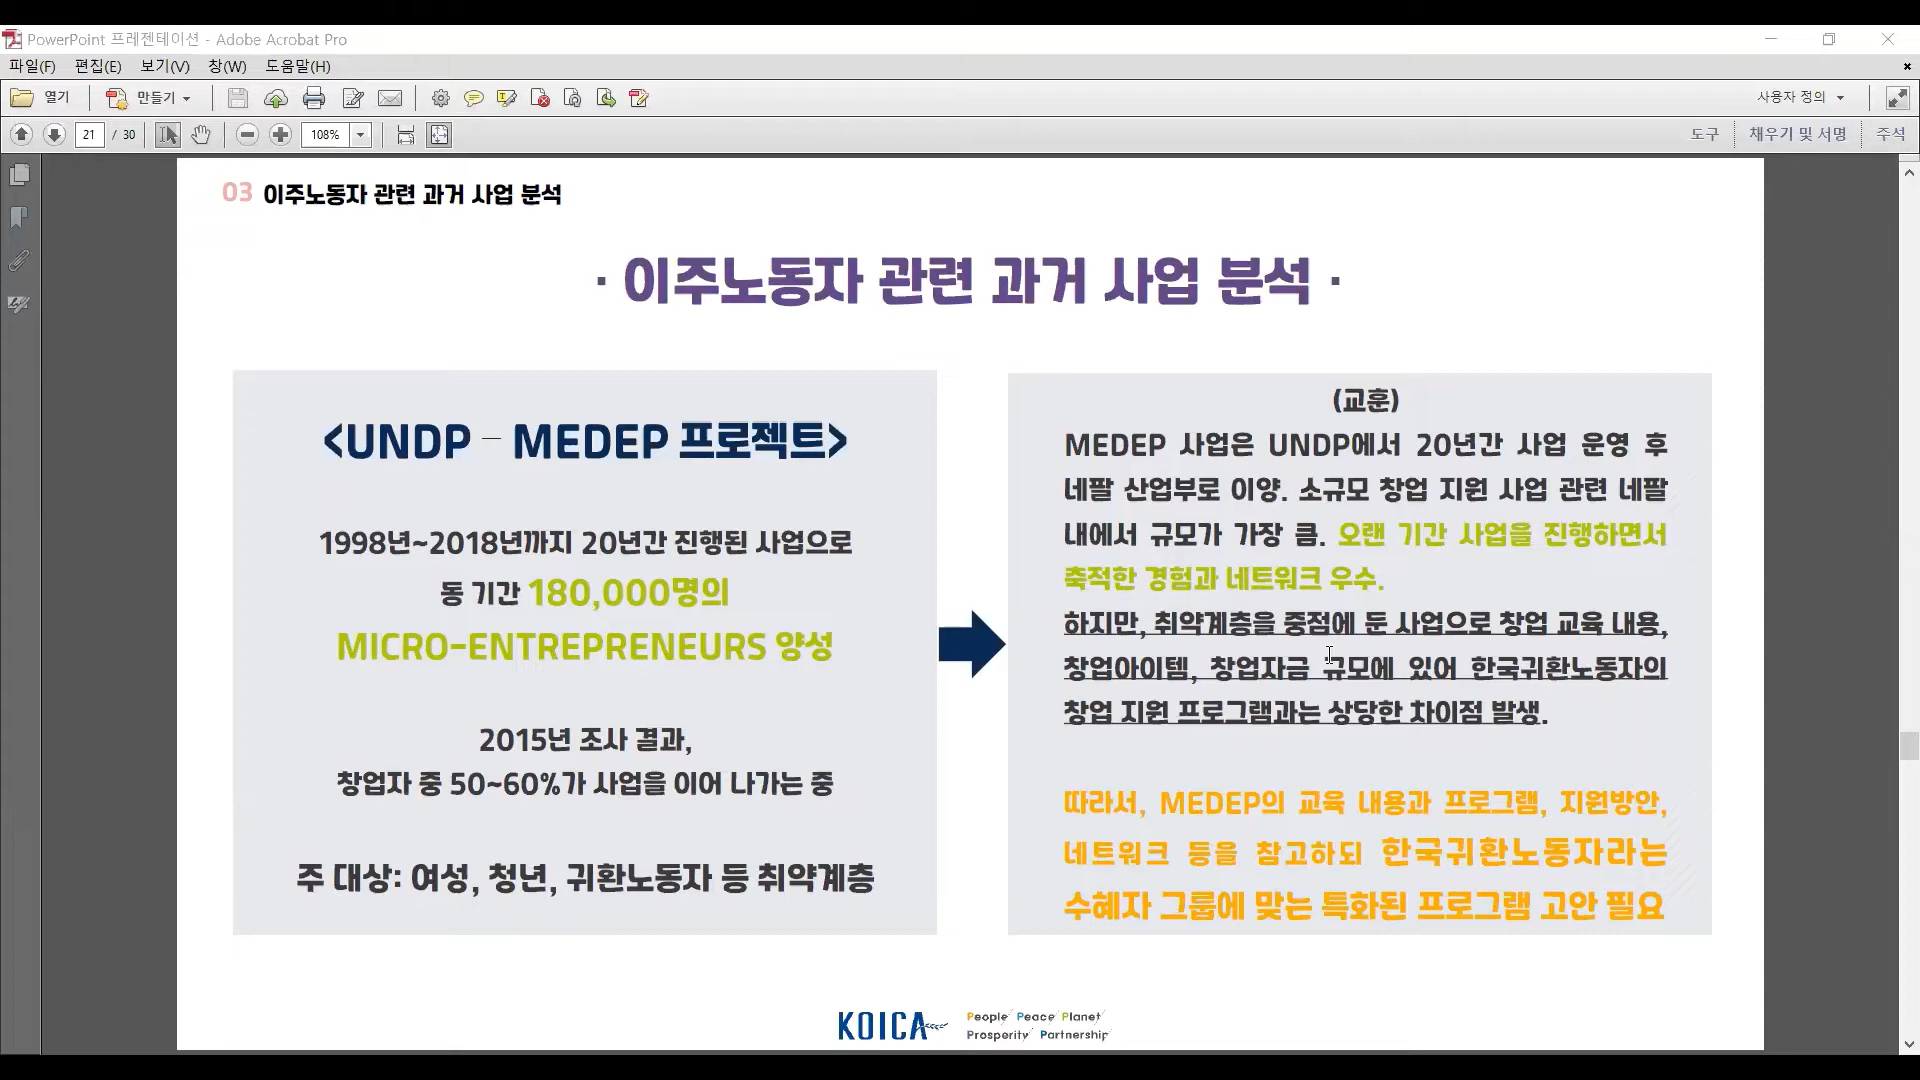 PowerPoint 프레젠테이션 - Adobe Acrobat Pro
파일(F) 편집(E) 보기(V) 창(W) 도움말(H)
열기 만들기 사용자 정의
21 / 30 108% 도구 채우기 및 서명 주석
03 이주노동자 관련 과거 사업 분석
· 이주노동자 관련 과거 사업 분석 ·
<UNDP – MEDEP 프로젝트>
1998년~2018년까지 20년간 진행된 사업으로
동 기간 180,000명의
MICRO-ENTREPRENEURS 양성
2015년 조사 결과,
창업자 중 50~60%가 사업을 이어 나가는 중
주 대상: 여성, 청년, 귀환노동자 등 취약계층
(교훈)
MEDEP 사업은 UNDP에서 20년간 사업 운영 후
네팔 산업부로 이양. 소규모 창업 지원 사업 관련 네팔
내에서 규모가 가장 큼. 오랜 기간 사업을 진행하면서
축적한 경험과 네트워크 우수.
하지만, 취약계층을 중점에 둔 사업으로 창업 교육 내용,
창업아이템, 창업자금 규모에 있어 한국귀환노동자의
창업 지원 프로그램과는 상당한 차이점 발생.
따라서, MEDEP의 교육 내용과 프로그램, 지원방안,
네트워크 등을 참고하되 한국귀환노동자라는
수혜자 그룹에 맞는 특화된 프로그램 고안 필요
KOICA
People Peace Planet
Prosperity Partnership